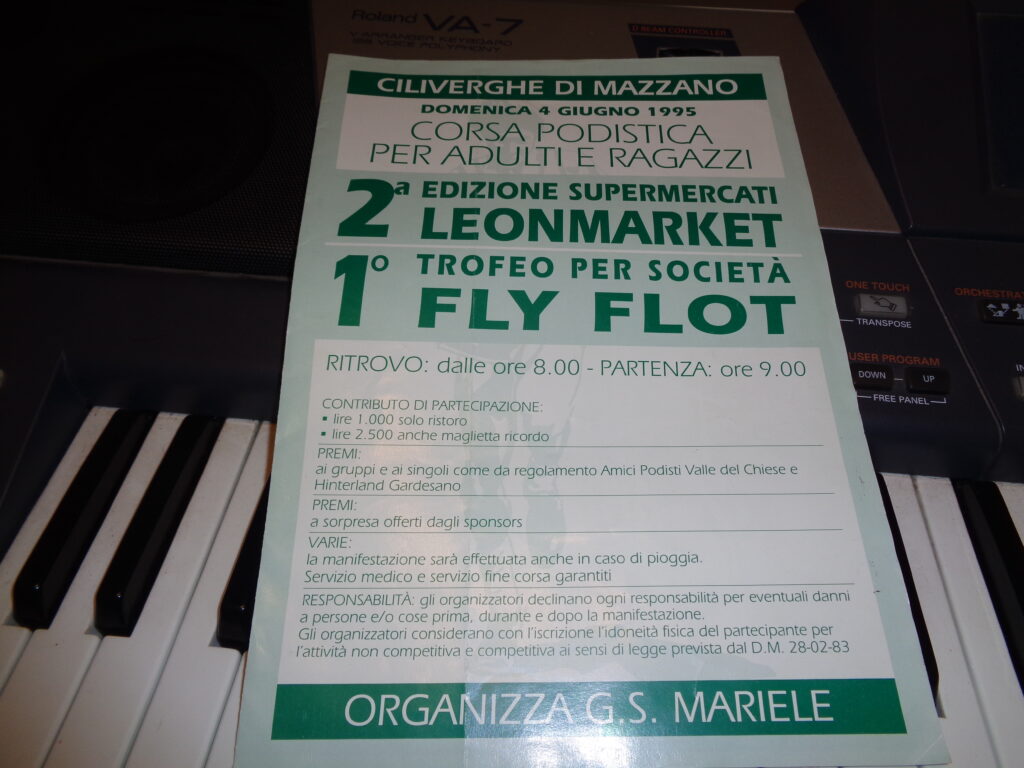 Roland VA-7
V-ARRANGER KEYBOARD
128 VOICE POLYPHONY
D BEAM CONTROLLER
CILIVERGHE DI MAZZANO
DOMENICA 4 GIUGNO 1995
CORSA PODISTICA
PER ADULTI E RAGAZZI
2a EDIZIONE SUPERMERCATI
LEONMARKET
1° TROFEO PER SOCIETÀ
FLY FLOT
RITROVO: dalle ore 8.00 - PARTENZA: ore 9.00
CONTRIBUTO DI PARTECIPAZIONE:
• lire 1.000 solo ristoro
• lire 2.500 anche maglietta ricordo
PREMI:
ai gruppi e ai singoli come da regolamento Amici Podisti Valle del Chiese e
Hinterland Gardesano
PREMI:
a sorpresa offerti dagli sponsors
VARIE:
la manifestazione sarà effettuata anche in caso di pioggia.
Servizio medico e servizio fine corsa garantiti
RESPONSABILITÀ: gli organizzatori declinano ogni responsabilità per eventuali danni
a persone e/o cose prima, durante e dopo la manifestazione.
Gli organizzatori considerano con l'iscrizione l'idoneità fisica del partecipante per
l'attività non competitiva e competitiva ai sensi di legge prevista dal D.M. 28-02-83
ORGANIZZA G.S. MARIELE
ONE TOUCH
TRANSPOSE
USER PROGRAM
DOWN UP
FREE PANEL